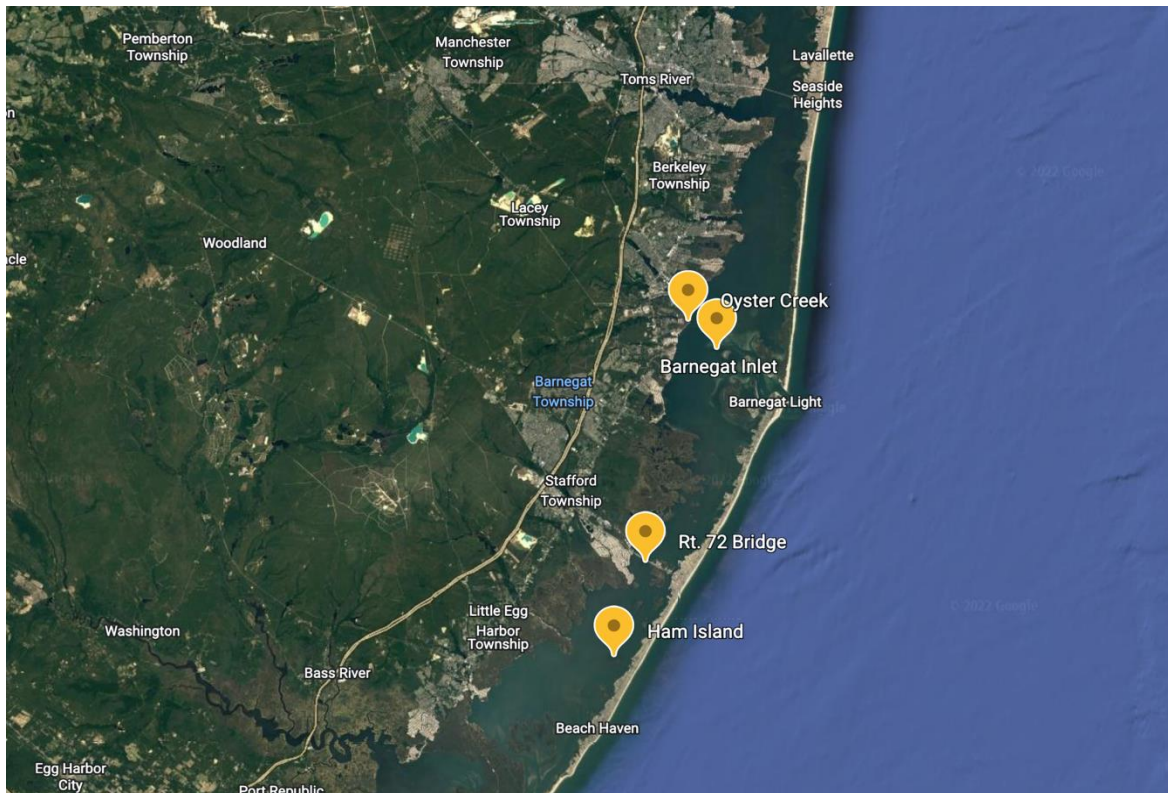 Pemberton
Township
Manchester
Township
Lavallette
Toms River
Seaside
Heights
on
© 2022 Google
Berkeley
Township
Lacey
Township
Woodland
acle
Oyster Creek
Barnegat Inlet
Barnegat
Township
Barnegat Light
Stafford
Township
Rt. 72 Bridge
© 2022 Google
Little Egg
Harbor
Township
Washington
Ham Island
Bass River
Beach Haven
Egg Harbor
City
Port Republic